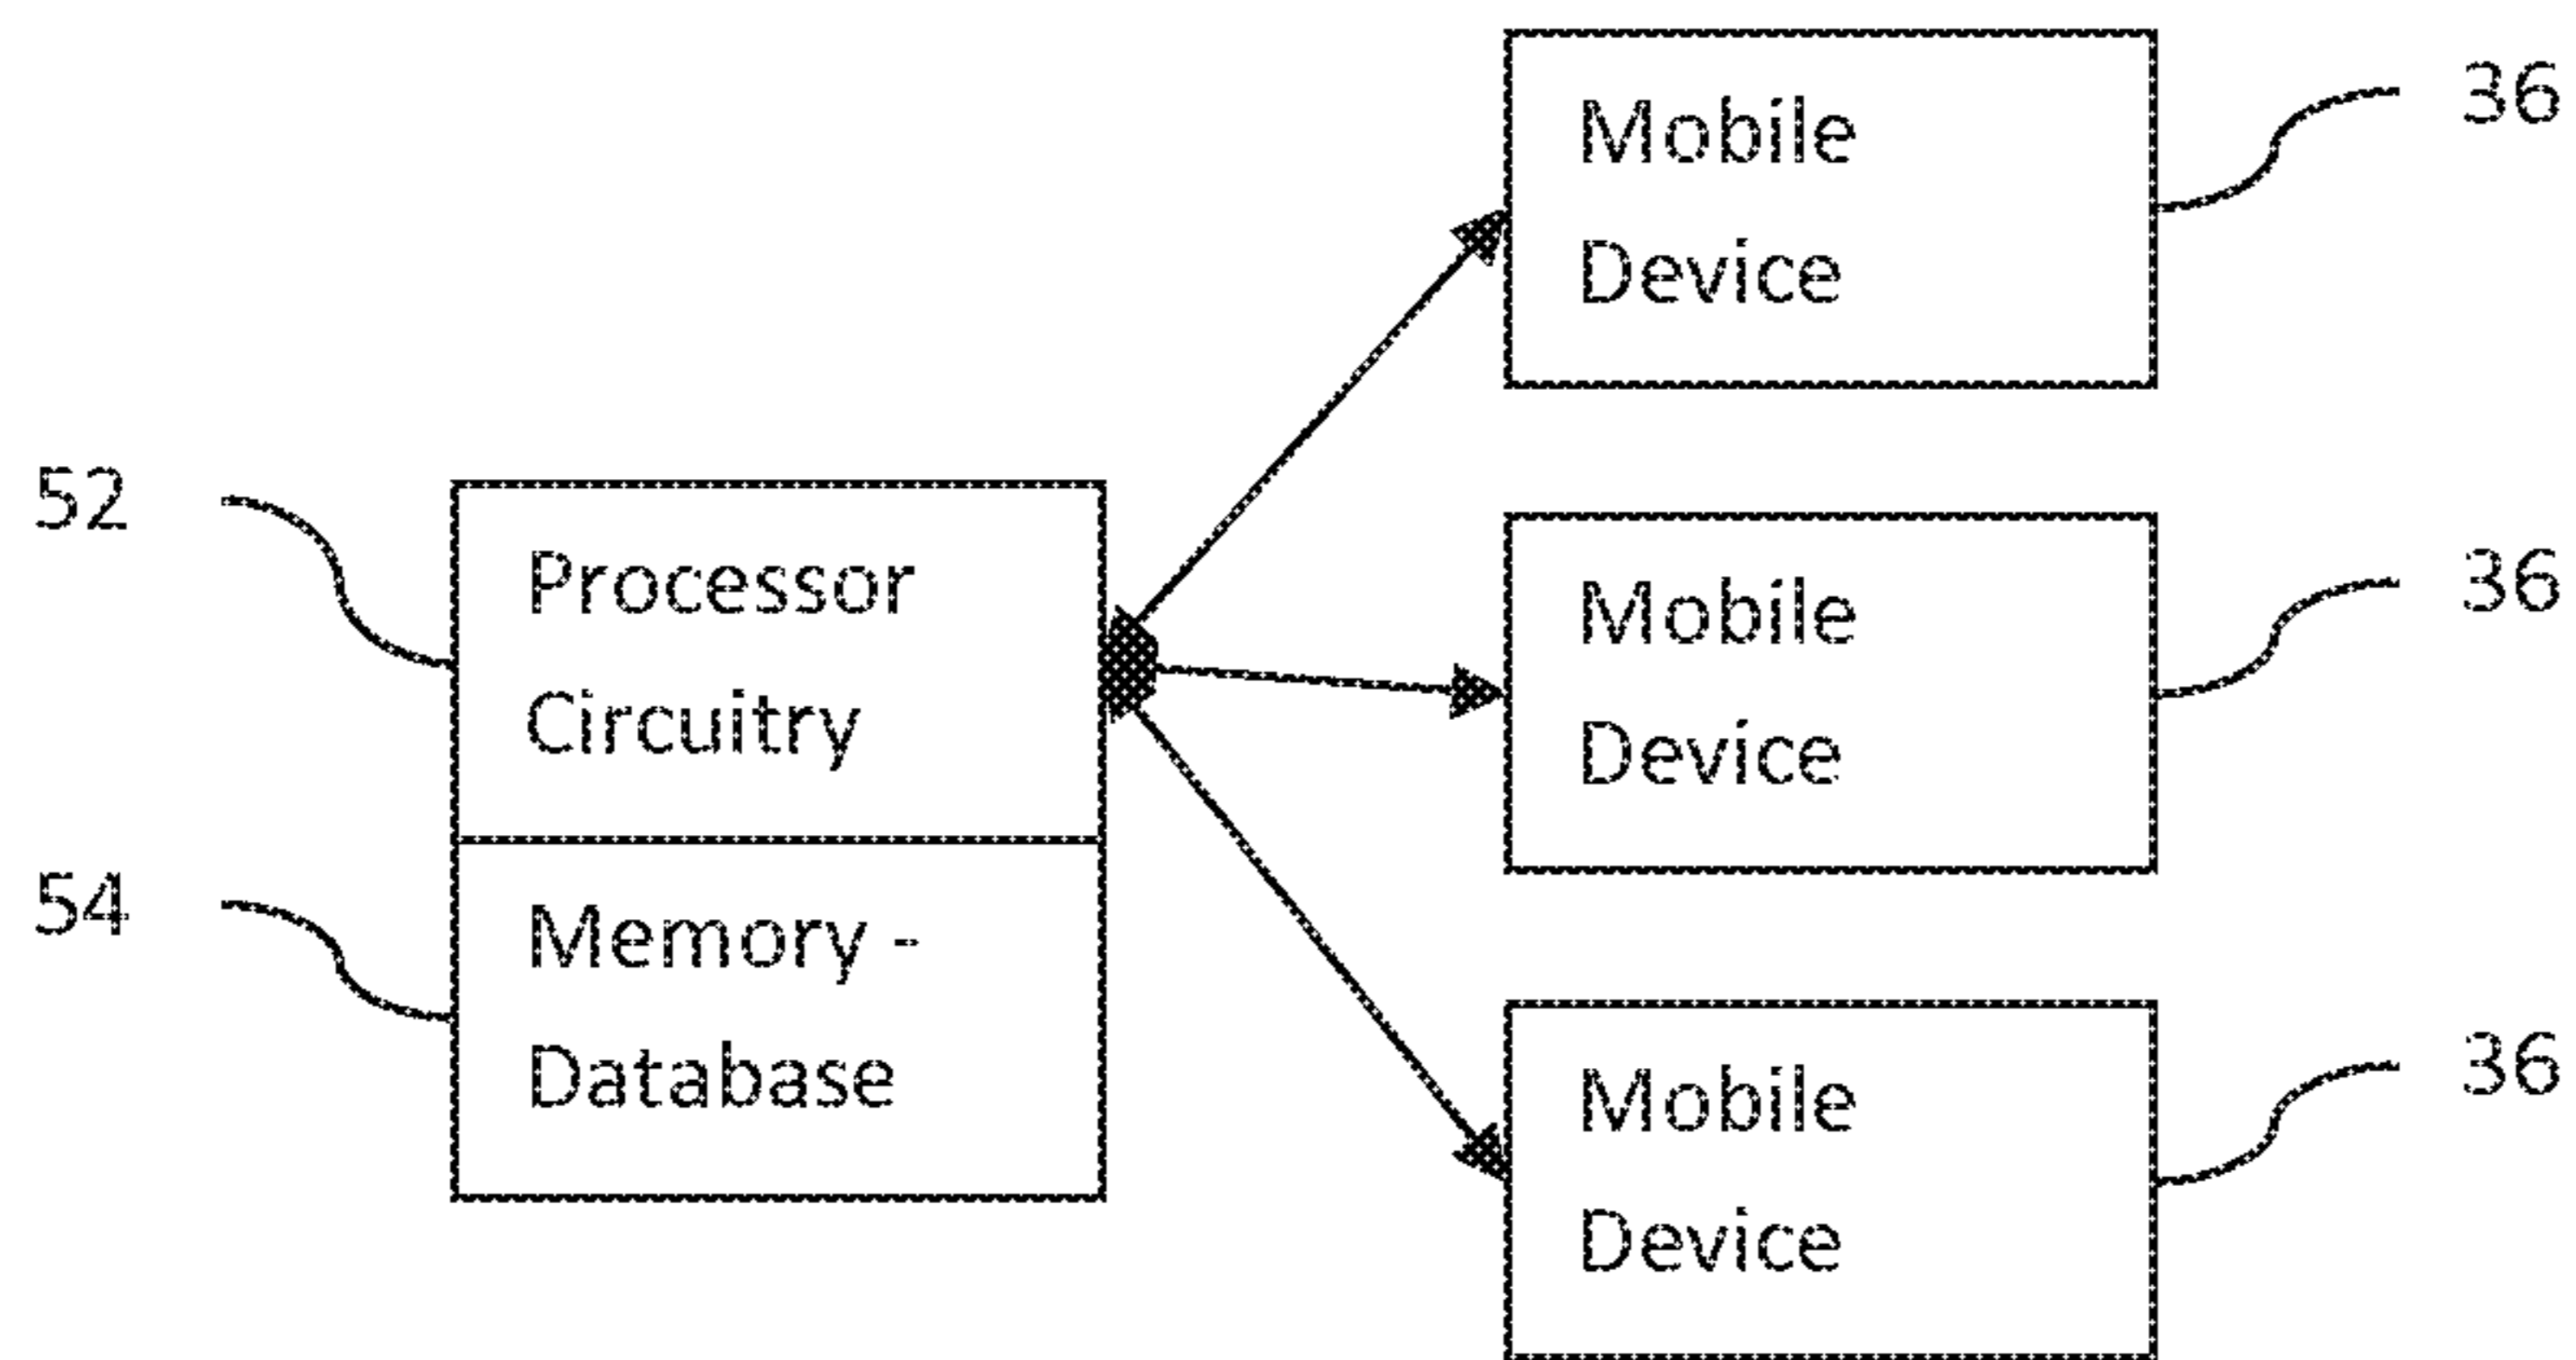 Mobile
Device
36
52
Processor
Circuitry
Mobile
Device
36
54
Memory -
Database
Mobile
Device
36